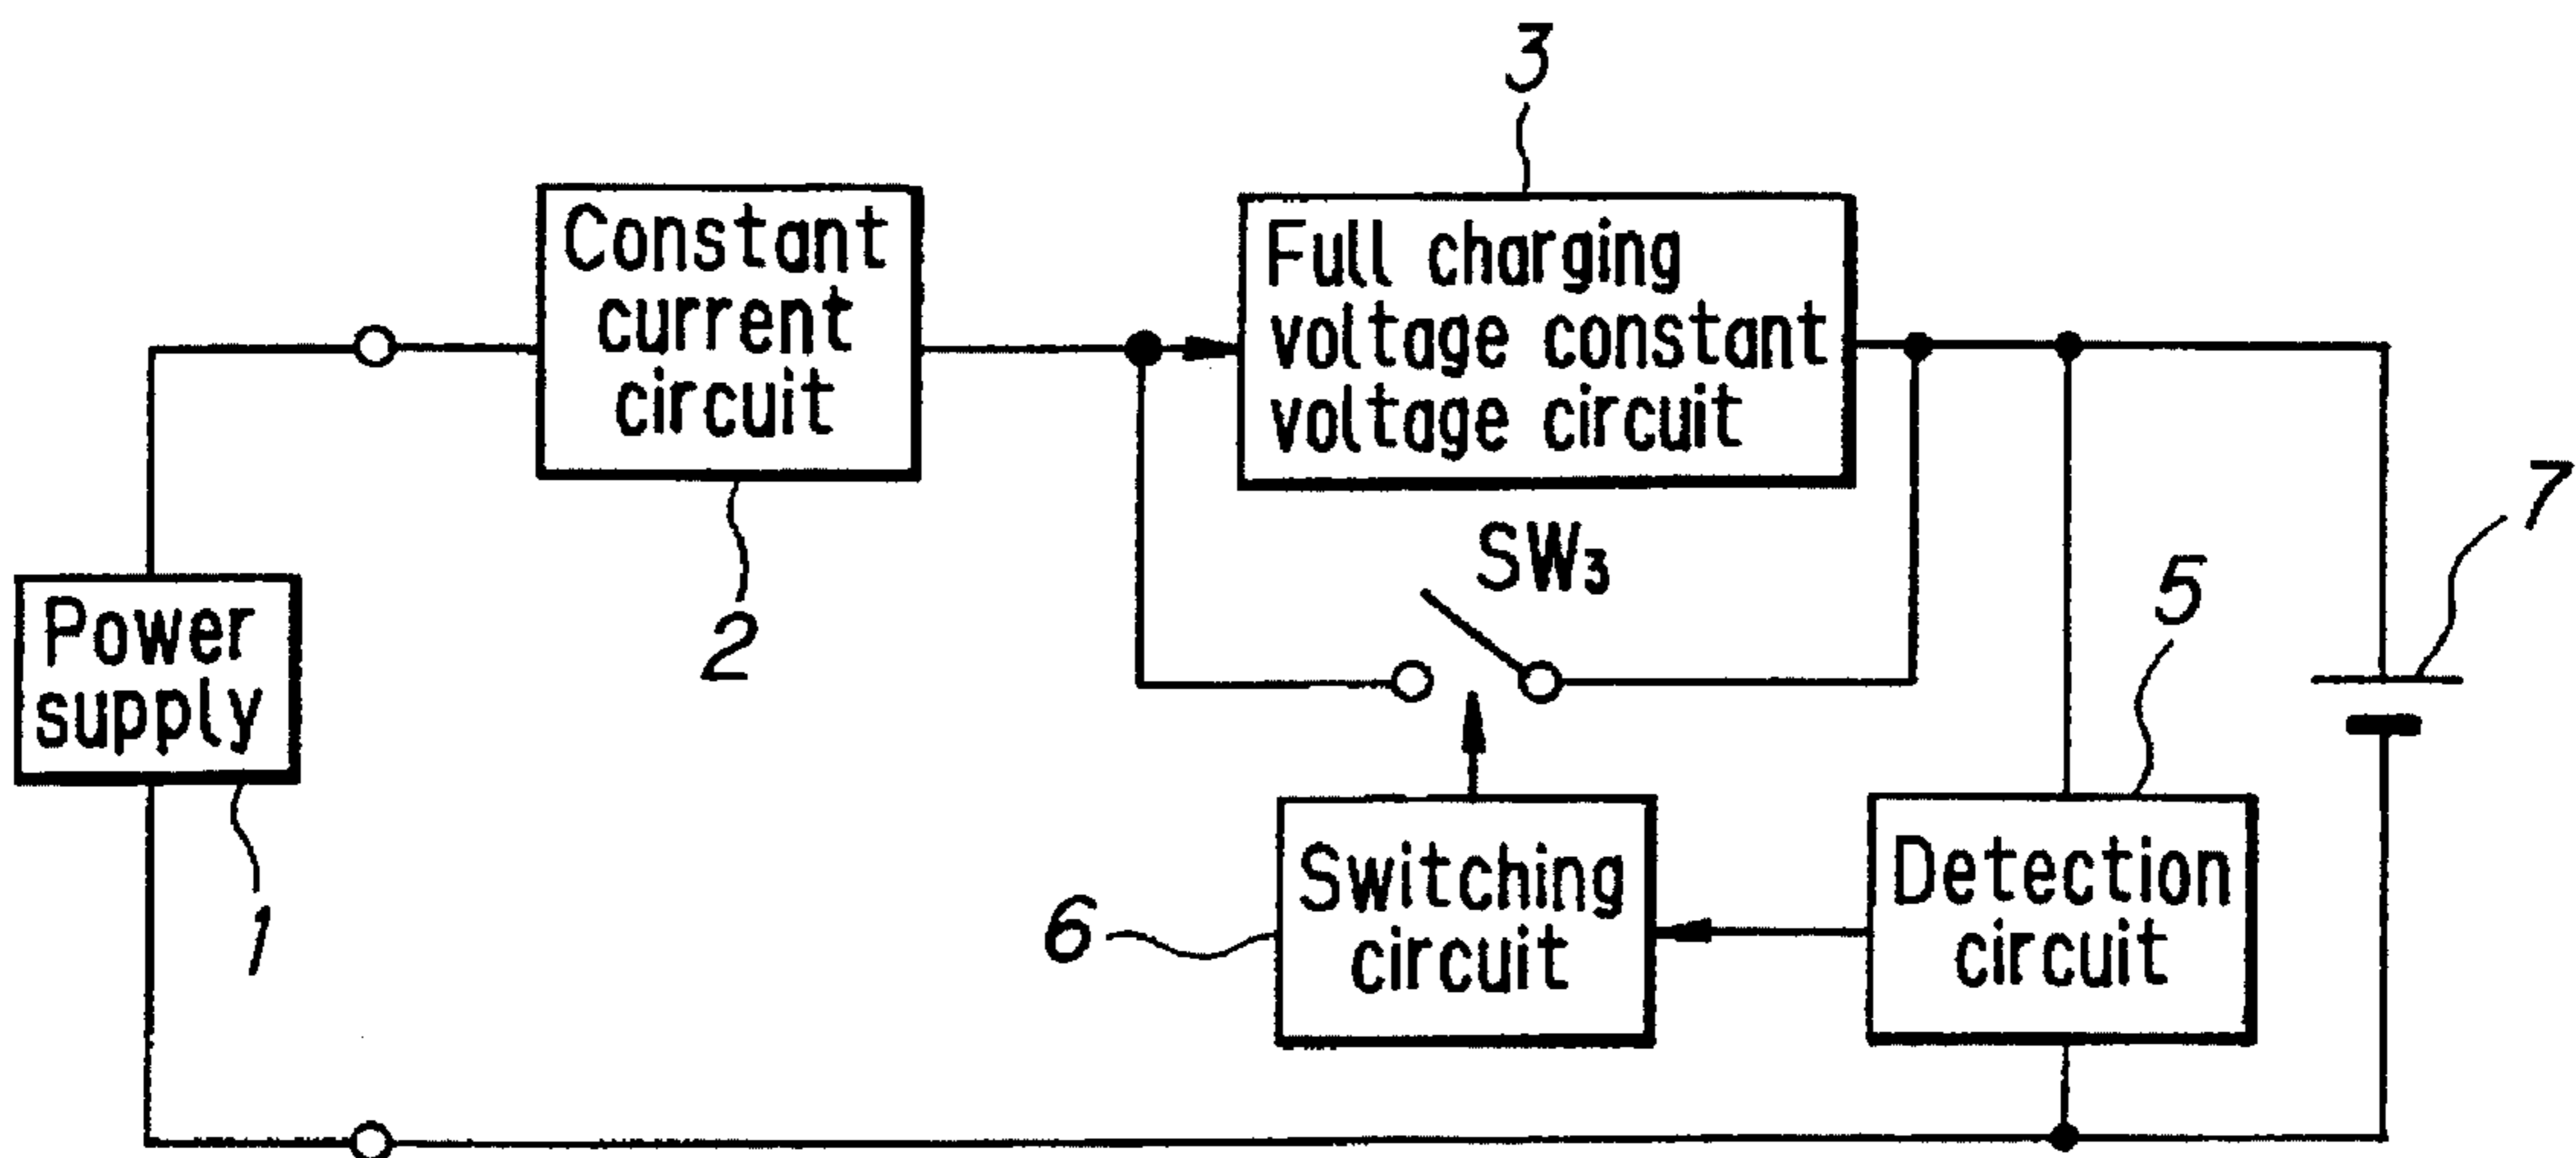 3
Constant
current
circuit
Full charging
voltage constant
voltage circuit
7
SW₃
5
2
Power
supply
1
6
Switching
circuit
Detection
circuit